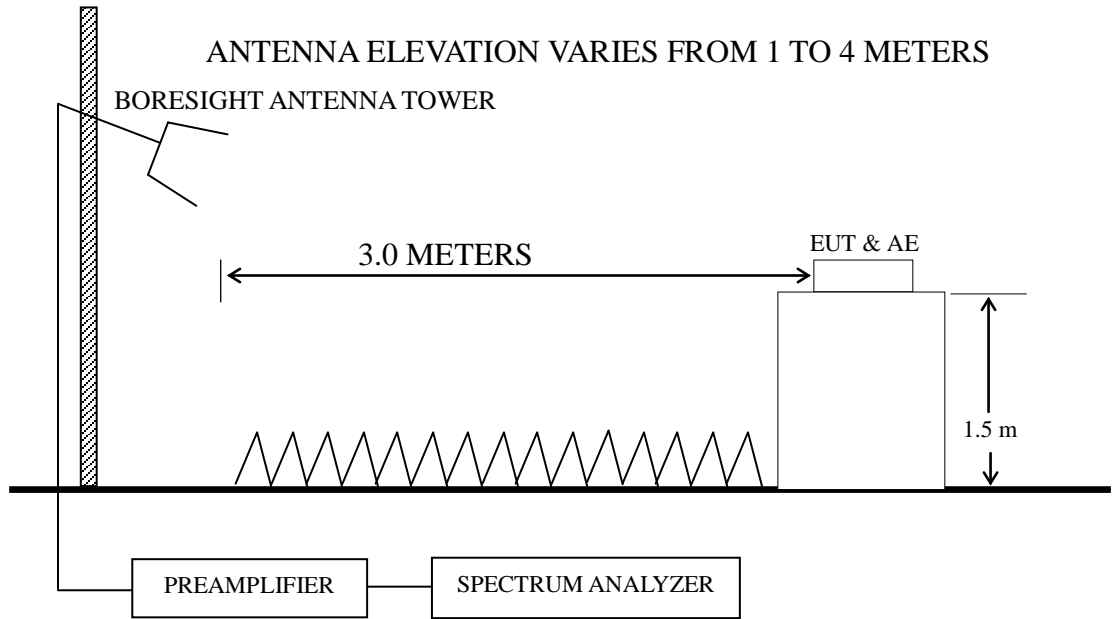 ANTENNA ELEVATION VARIES FROM 1 TO 4 METERS
BORESIGHT ANTENNA TOWER
EUT & AE
3.0 METERS
1.5 m
PREAMPLIFIER
SPECTRUM ANALYZER